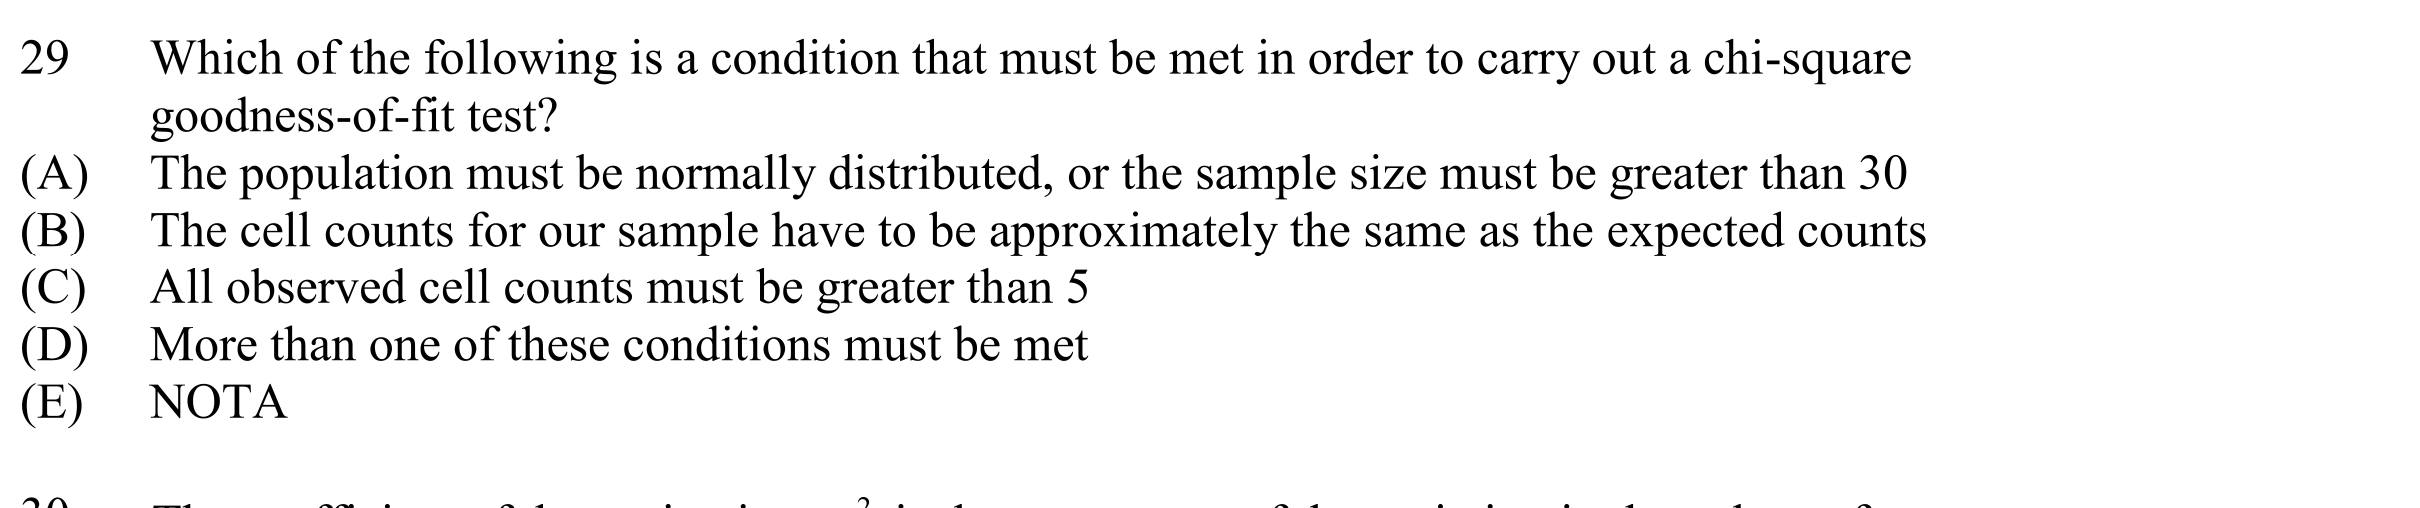 29 Which of the following is a condition that must be met in order to carry out a chi-square
goodness-of-fit test?
(A) The population must be normally distributed, or the sample size must be greater than 30
(B) The cell counts for our sample have to be approximately the same as the expected counts
(C) All observed cell counts must be greater than 5
(D) More than one of these conditions must be met
(E) NOTA